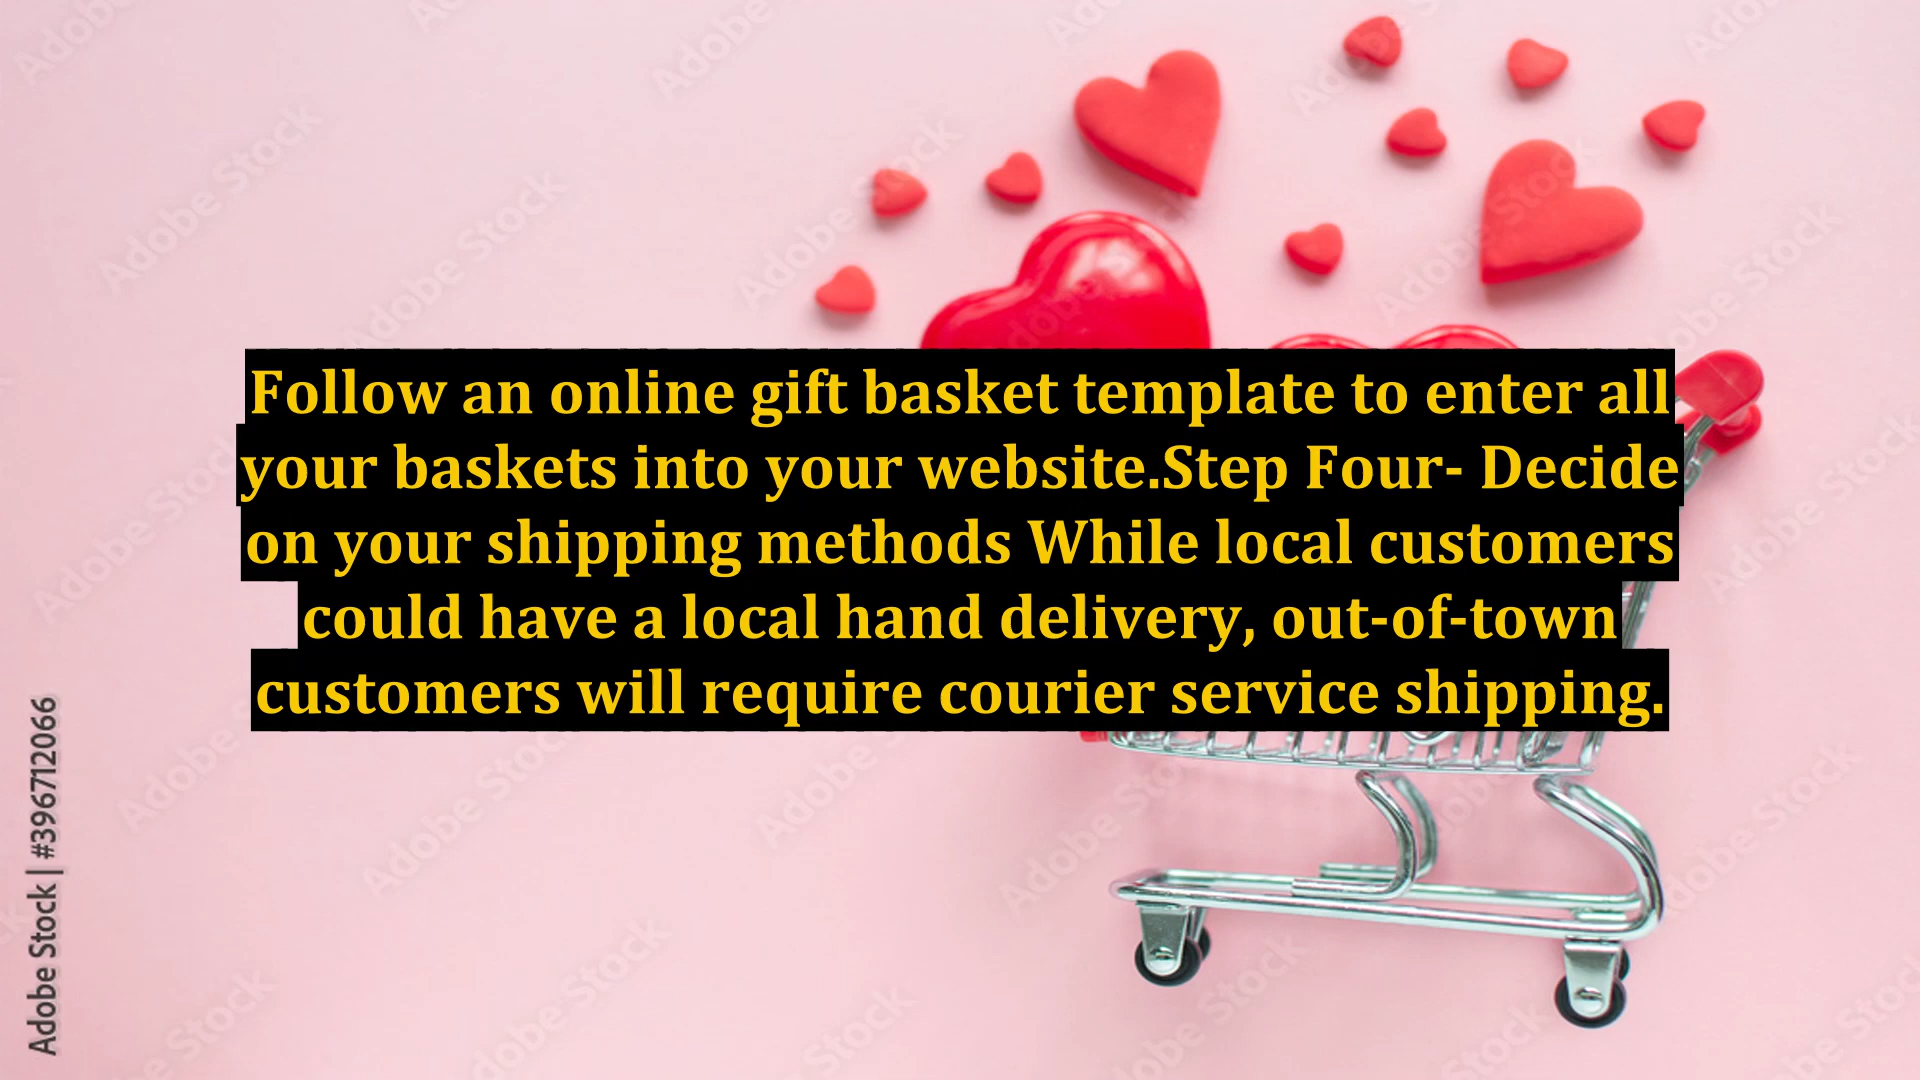 Follow an online gift basket template to enter all
your baskets into your website.Step Four- Decide
on your shipping methods While local customers
could have a local hand delivery, out-of-town
customers will require courier service shipping.
Adobe Stock | #396712066
Adobe Stock